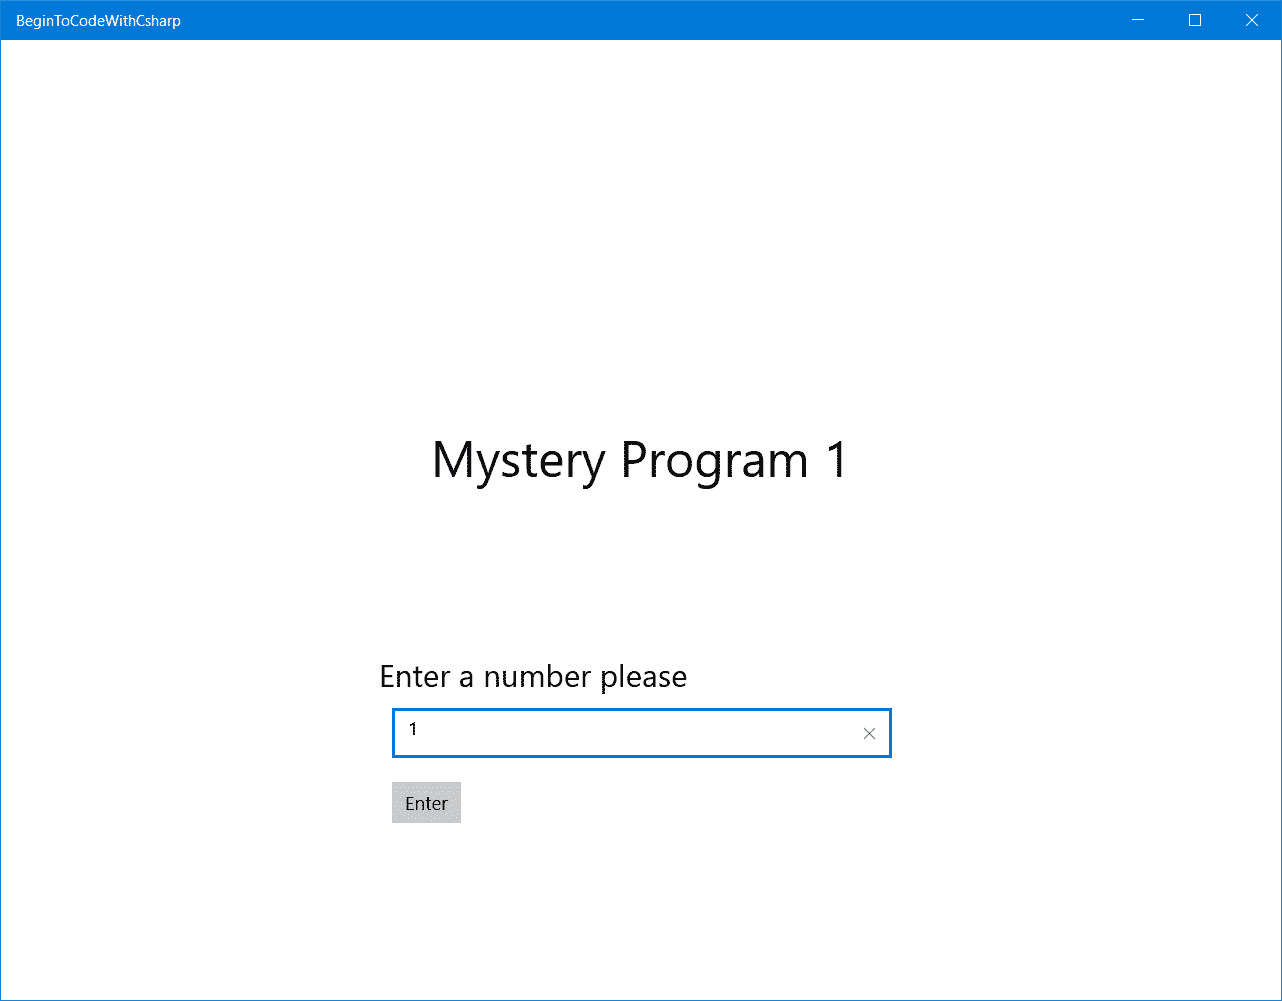 BeginToCodeWithCsharp
Mystery Program 1
Enter a number please
1
Enter